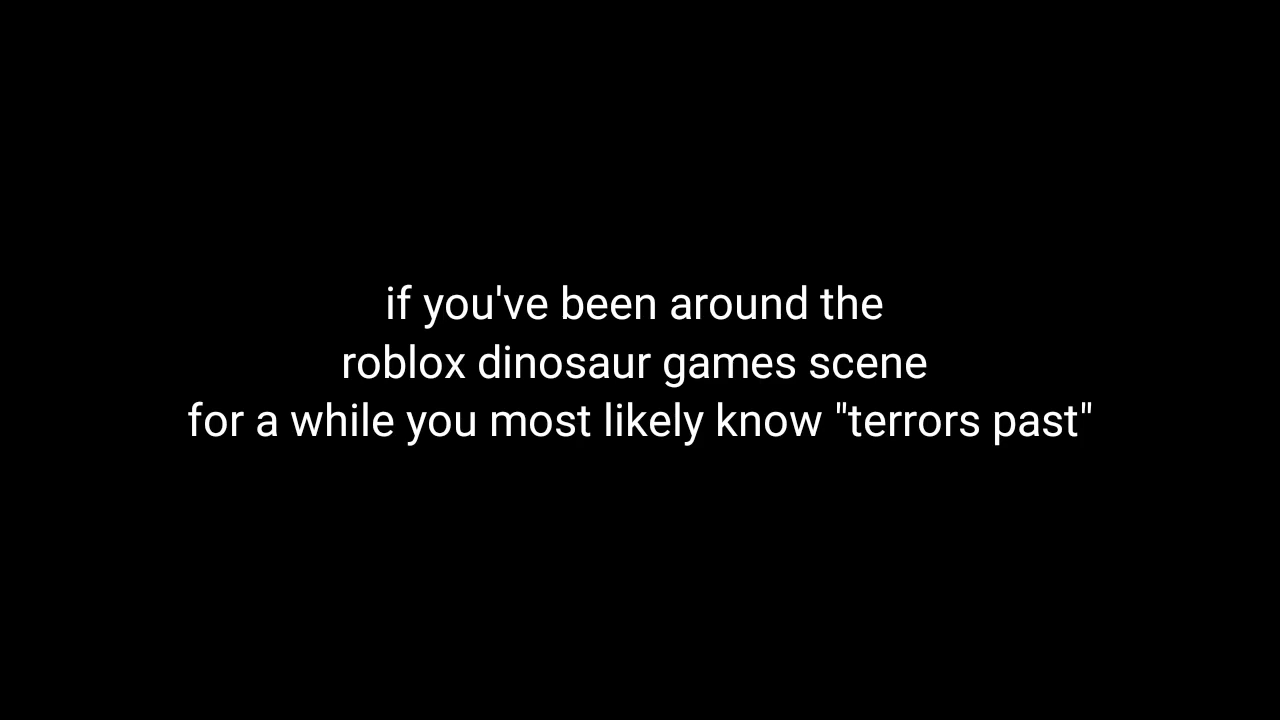 if you've been around the
roblox dinosaur games scene
for a while you most likely know "terrors past"